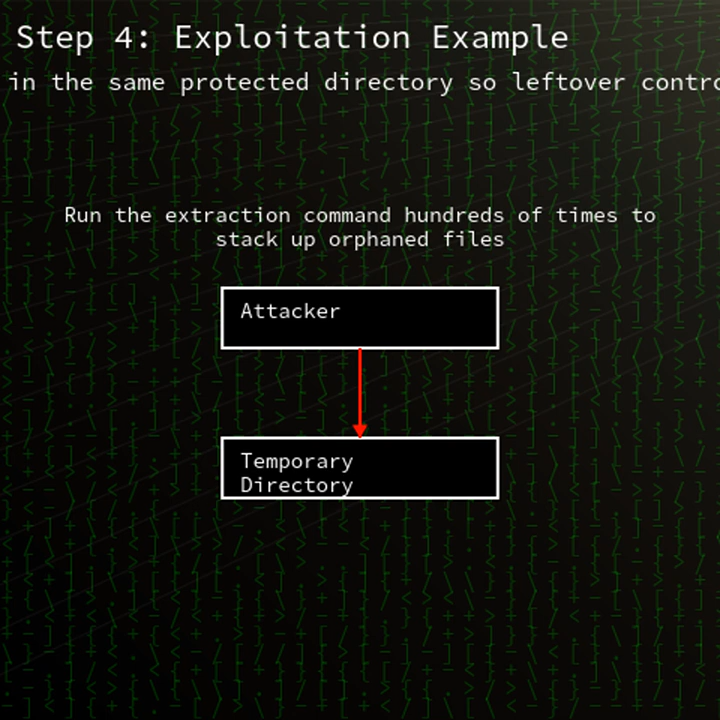 Step 4: Exploitation Example
in the same protected directory so leftover
Run the extraction command hundreds of times to
stack up orphaned files
Attacker
Temporary
Directory